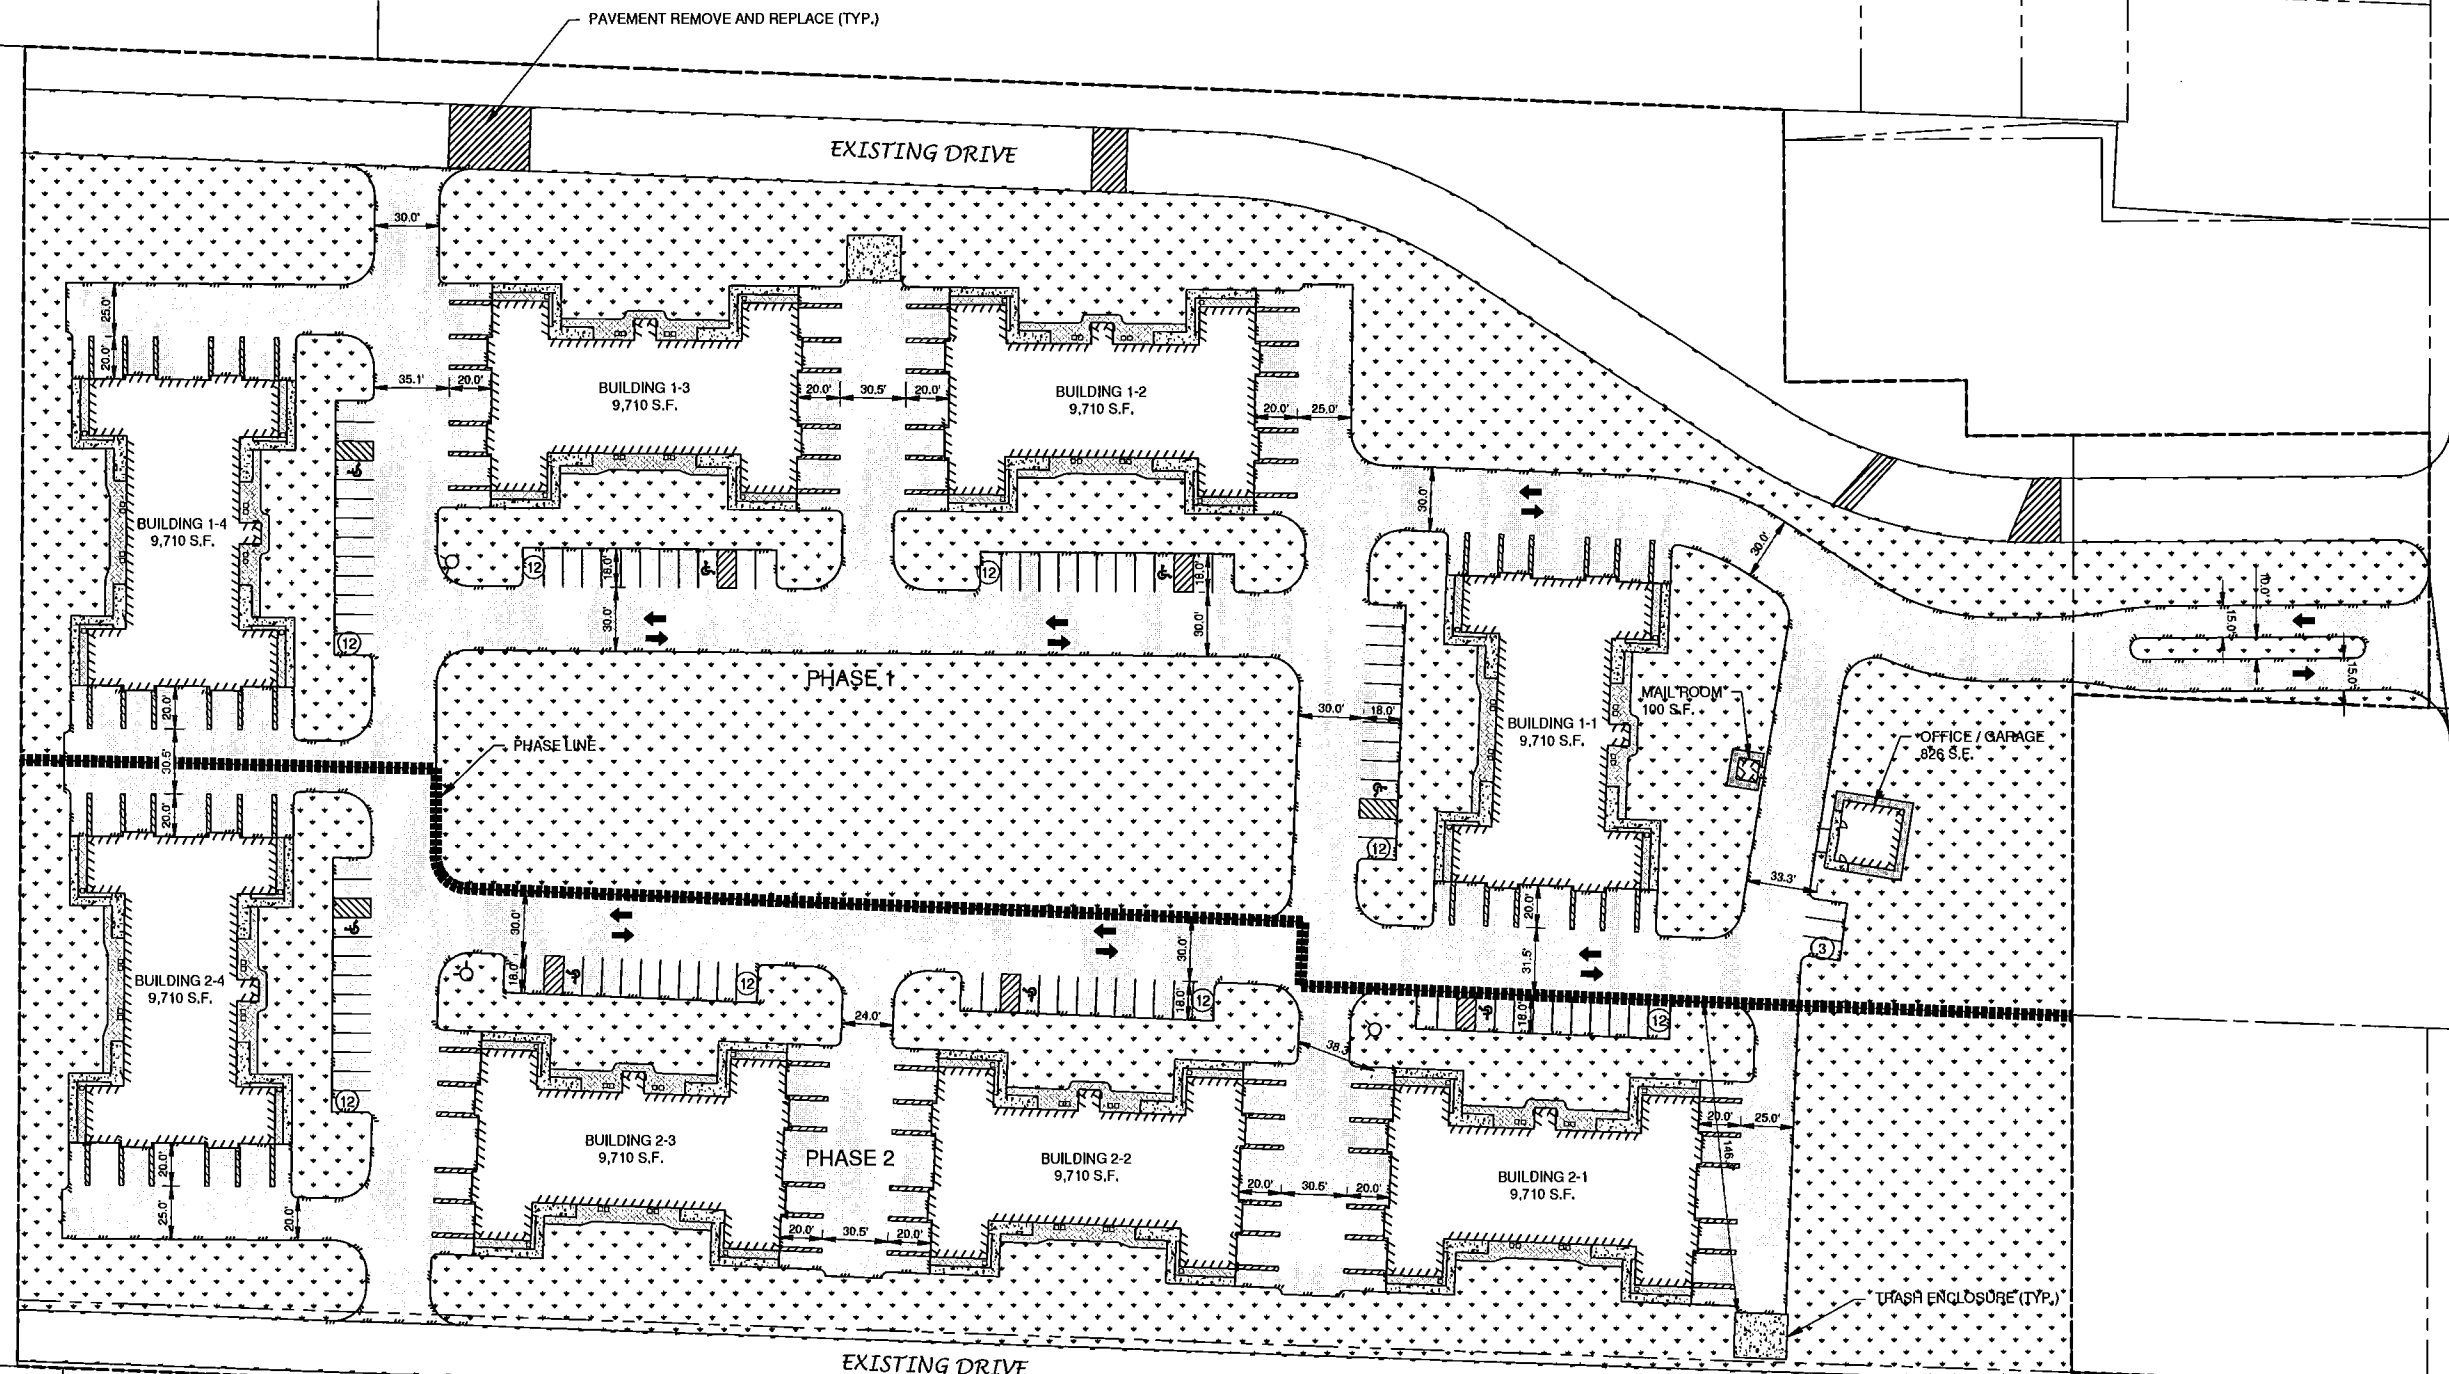 PAVEMENT REMOVE AND REPLACE (TYP.)
EXISTING DRIVE
30.0'
25.0'
20.0'
35.1'
20.0'
BUILDING 1-3
9,710 S.F.
20.0'
30.5'
20.0'
BUILDING 1-2
9,710 S.F.
20.0'
25.0'
30.0'
30.0'
BUILDING 1-4
9,710 S.F.
12
18.0'
12
18.0'
10.0'
15.0'
15.0'
30.0'
30.0'
12
PHASE 1
20.0'
30.5'
20.0'
PHASE LINE
30.0'
18.0'
BUILDING 1-1
9,710 S.F.
MAIL ROOM
100 S.F.
OFFICE / GARAGE
826 S.F.
12
33.3'
20.0'
31.5'
3
30.0'
18.0'
12
30.0'
18.0'
12
18.0'
12
BUILDING 2-4
9,710 S.F.
24.0'
38.3'
12
BUILDING 2-3
9,710 S.F.
PHASE 2
BUILDING 2-2
9,710 S.F.
BUILDING 2-1
9,710 S.F.
20.0'
25.0'
20.0'
25.0'
20.0'
20.0'
30.5'
20.0'
20.0'
30.5'
20.0'
TRASH ENCLOSURE (TYP.)
EXISTING DRIVE